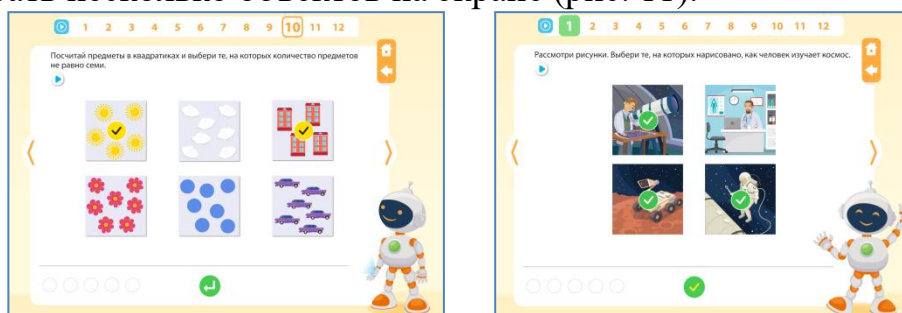 несколько объектов на экране (рис. 11).
1 2 3 4 5 6 7 8 9 10 11 12
Посчитай предметы в квадратиках и выбери те, на которых количество предметов
не равно семи.
1 2 3 4 5 6 7 8 9 10 11 12
Рассмотри рисунки. Выбери те, на которых нарисовано, как человек изучает космос.